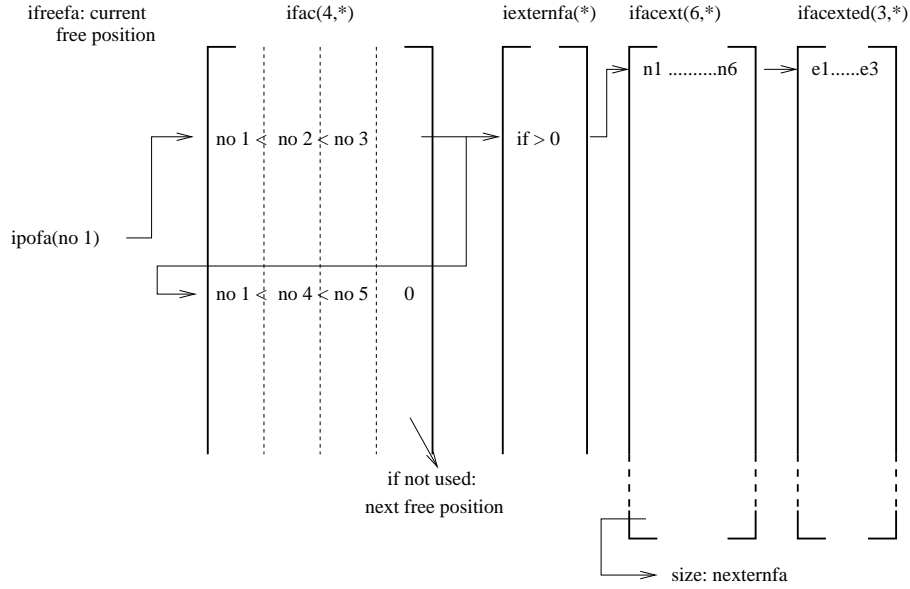 ifreefa: current
free position
ifac(4,*)
iexternfa(*)
ifacext(6,*)
ifacexted(3,*)
n1 ..........n6
e1......e3
no 1 < no 2 < no 3
if > 0
ipofa(no 1)
no 1 < no 4 < no 5 0
if not used:
next free position
size: nexternfa